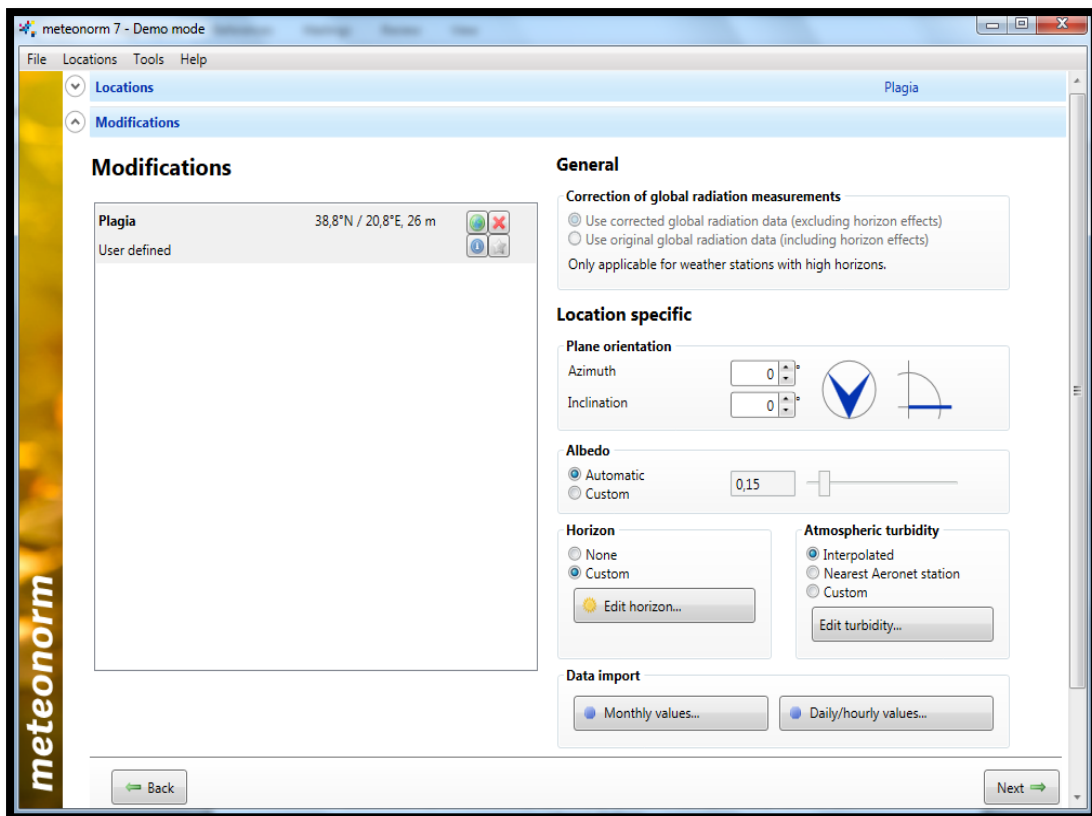 meteonorm 7 - Demo mode
File Locations Tools Help
Locations Plagia
Modifications
Modifications
Plagia 38,8°N / 20,8°E, 26 m
User defined
General
Correction of global radiation measurements
Use corrected global radiation data (excluding horizon effects)
Use original global radiation data (including horizon effects)
Only applicable for weather stations with high horizons.
Location specific
Plane orientation
Azimuth 0 °
Inclination 0 °
Albedo
Automatic
Custom
0,15
Horizon
None
Custom
Edit horizon...
Atmospheric turbidity
Interpolated
Nearest Aeronet station
Custom
Edit turbidity...
Data import
Monthly values...
Daily/hourly values...
meteonorm
Back
Next